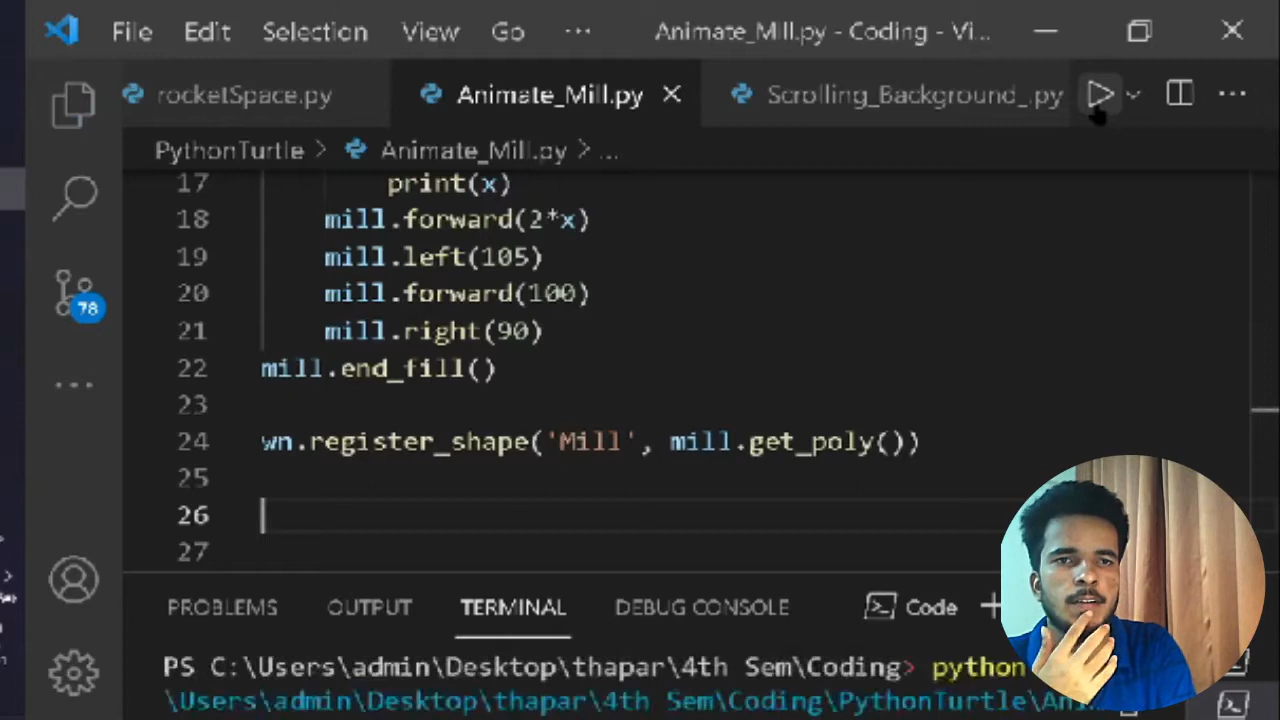 File Edit Selection View Go ··· Animate_Mill.py - Coding - Vi...
rocketSpace.py Animate_Mill.py Scrolling_Background_.py
PythonTurtle > Animate_Mill.py > ...
17 print(x)
18 mill.forward(2*x)
19 mill.left(105)
20 mill.forward(100)
21 mill.right(90)
22 mill.end_fill()
23
24 wn.register_shape('Mill', mill.get_poly())
25
26
27
78
PROBLEMS OUTPUT TERMINAL DEBUG CONSOLE Code
PS C:\Users\admin\Desktop\thapar\4th Sem\Coding> python
\Users\admin\Desktop\thapar\4th Sem\Coding\PythonTurtle\Ani